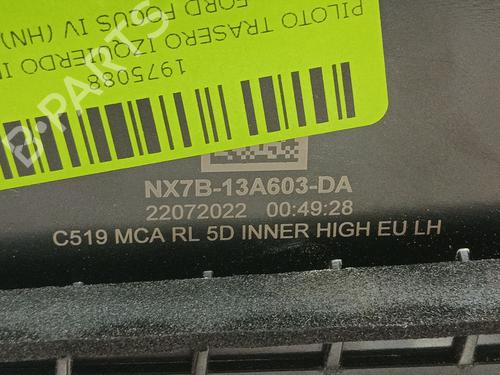 FORD FOCUS IV (HN)
PILOTO TRASERO IZQUIERDO
1975088
B-PARTS
NX7B-13A603-DA
22072022 00:49:28
C519 MCA RL 5D INNER HIGH EU LH